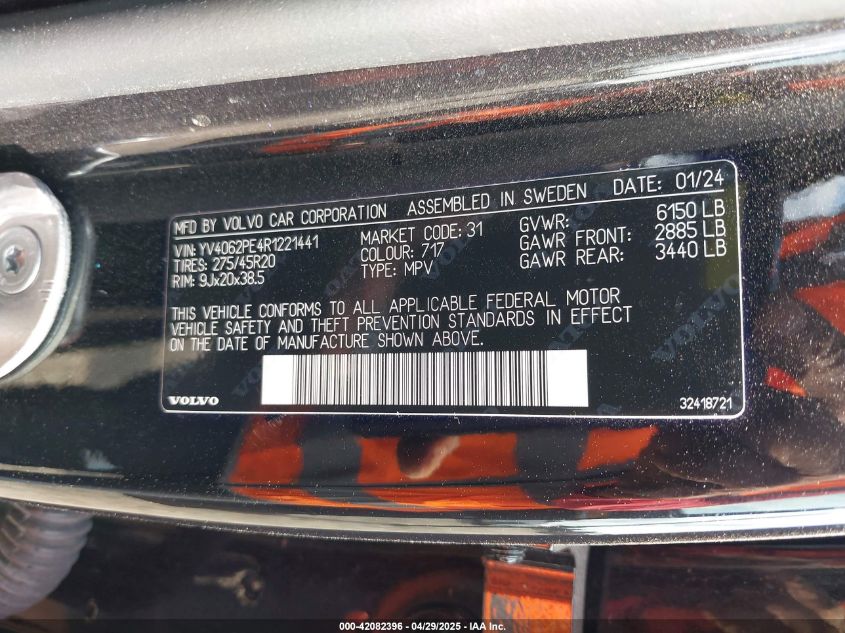 MFD BY VOLVO CAR CORPORATION ASSEMBLED IN SWEDEN DATE: 01/24
VIN: YV4062PE4R1221441 MARKET CODE: 31 GVWR: 6150 LB
TIRES: 275/45R20 COLOUR: 717 GAWR FRONT: 2885 LB
RIM: 9Jx20x38.5 TYPE: MPV GAWR REAR: 3440 LB
THIS VEHICLE CONFORMS TO ALL APPLICABLE FEDERAL MOTOR
VEHICLE SAFETY AND THEFT PREVENTION STANDARDS IN EFFECT
ON THE DATE OF MANUFACTURE SHOWN ABOVE.
VOLVO 32418721
000-42082396 - 04/29/2025 - IAA Inc.